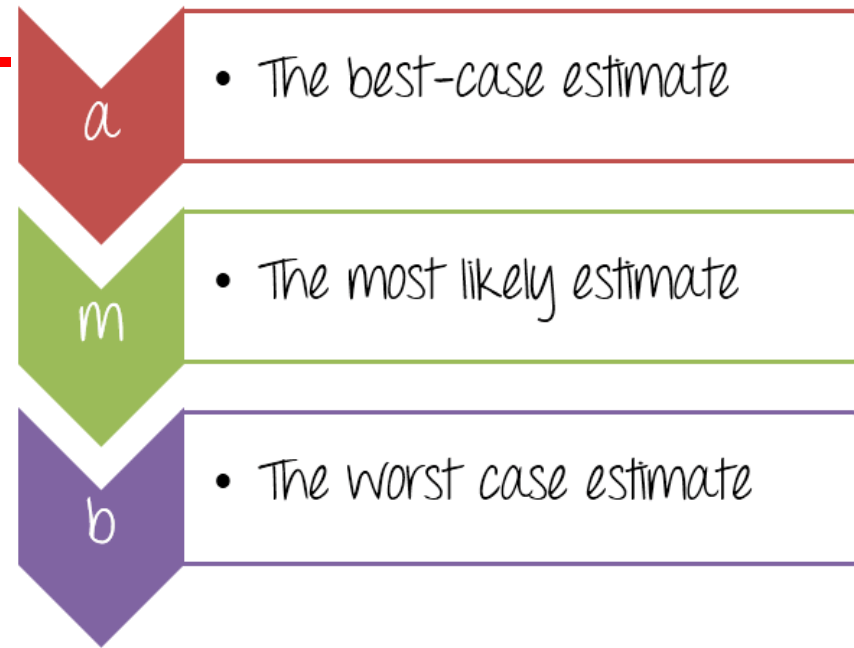 a
• The best-case estimate
m
• The most likely estimate
b
• The worst case estimate